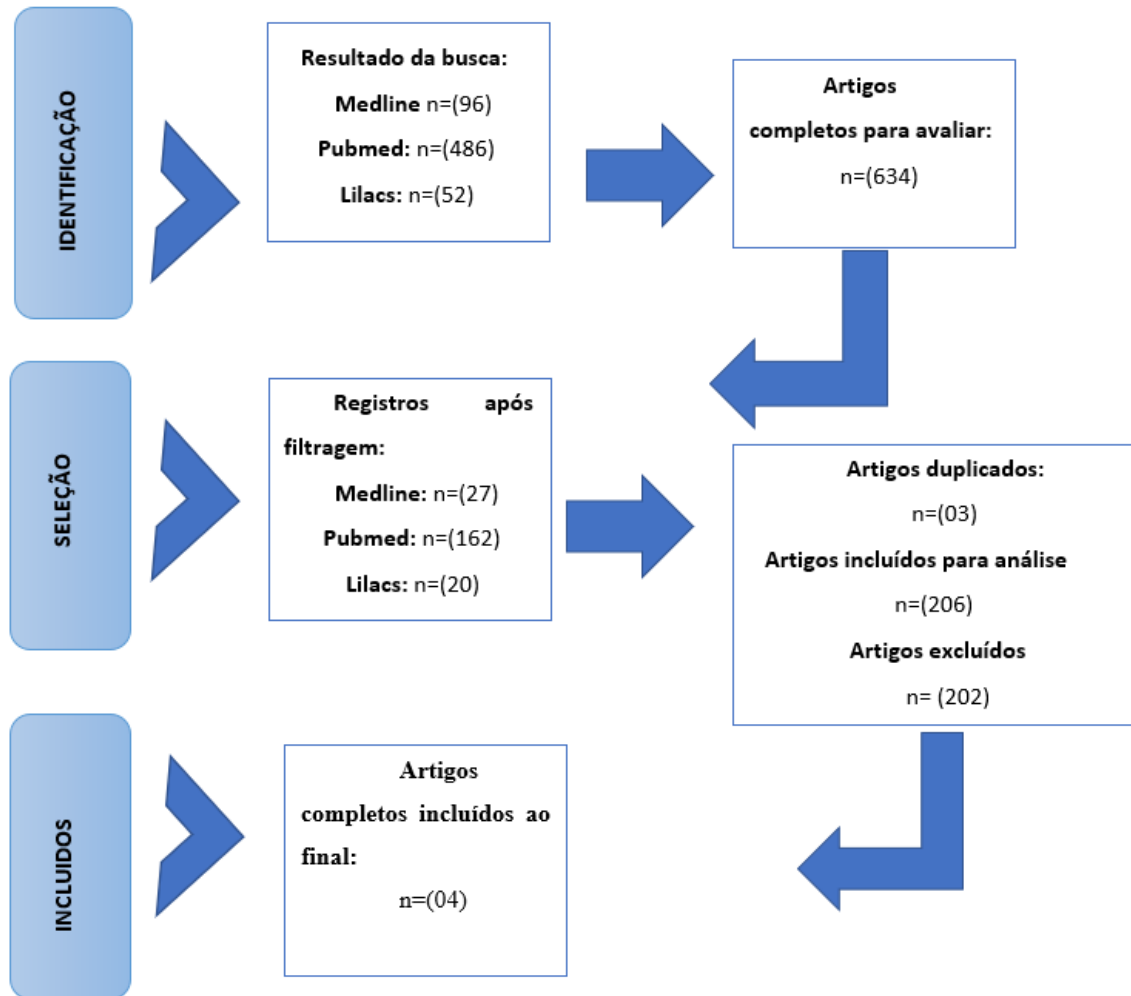 IDENTIFICAÇÃO
Resultado da busca:
Medline n=(96)
Pubmed: n=(486)
Lilacs: n=(52)
Artigos
completos para avaliar:
n=(634)
SELEÇÃO
Registros após
filtragem:
Medline: n=(27)
Pubmed: n=(162)
Lilacs: n=(20)
Artigos duplicados:
n=(03)
Artigos incluídos para análise
n=(206)
Artigos excluídos
n= (202)
INCLUIDOS
Artigos
completos incluídos ao
final:
n=(04)